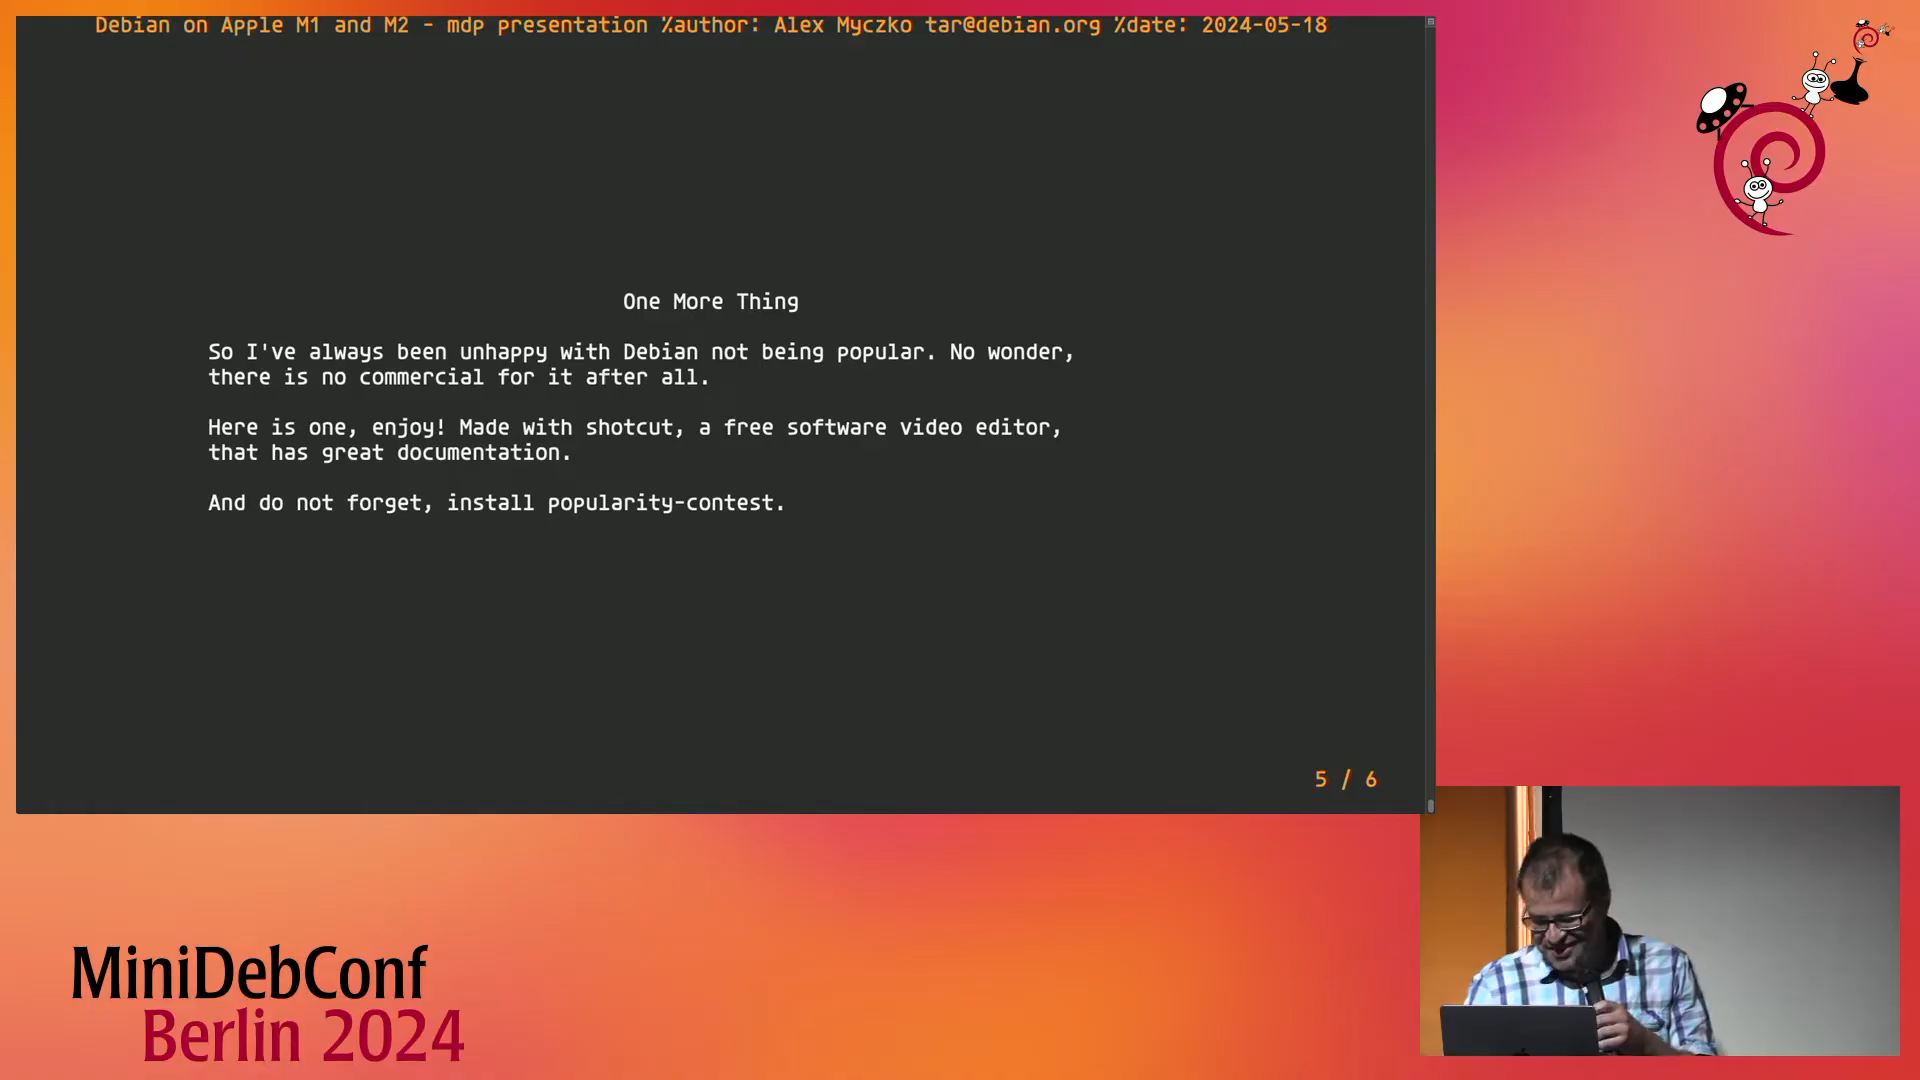 Debian on Apple M1 and M2 - mdp presentation %author: Alex Myczko tar@debian.org %date: 2024-05-18
One More Thing
So I've always been unhappy with Debian not being popular. No wonder,
there is no commercial for it after all.
Here is one, enjoy! Made with shotcut, a free software video editor,
that has great documentation.
And do not forget, install popularity-contest.
5 / 6
MiniDebConf
Berlin 2024